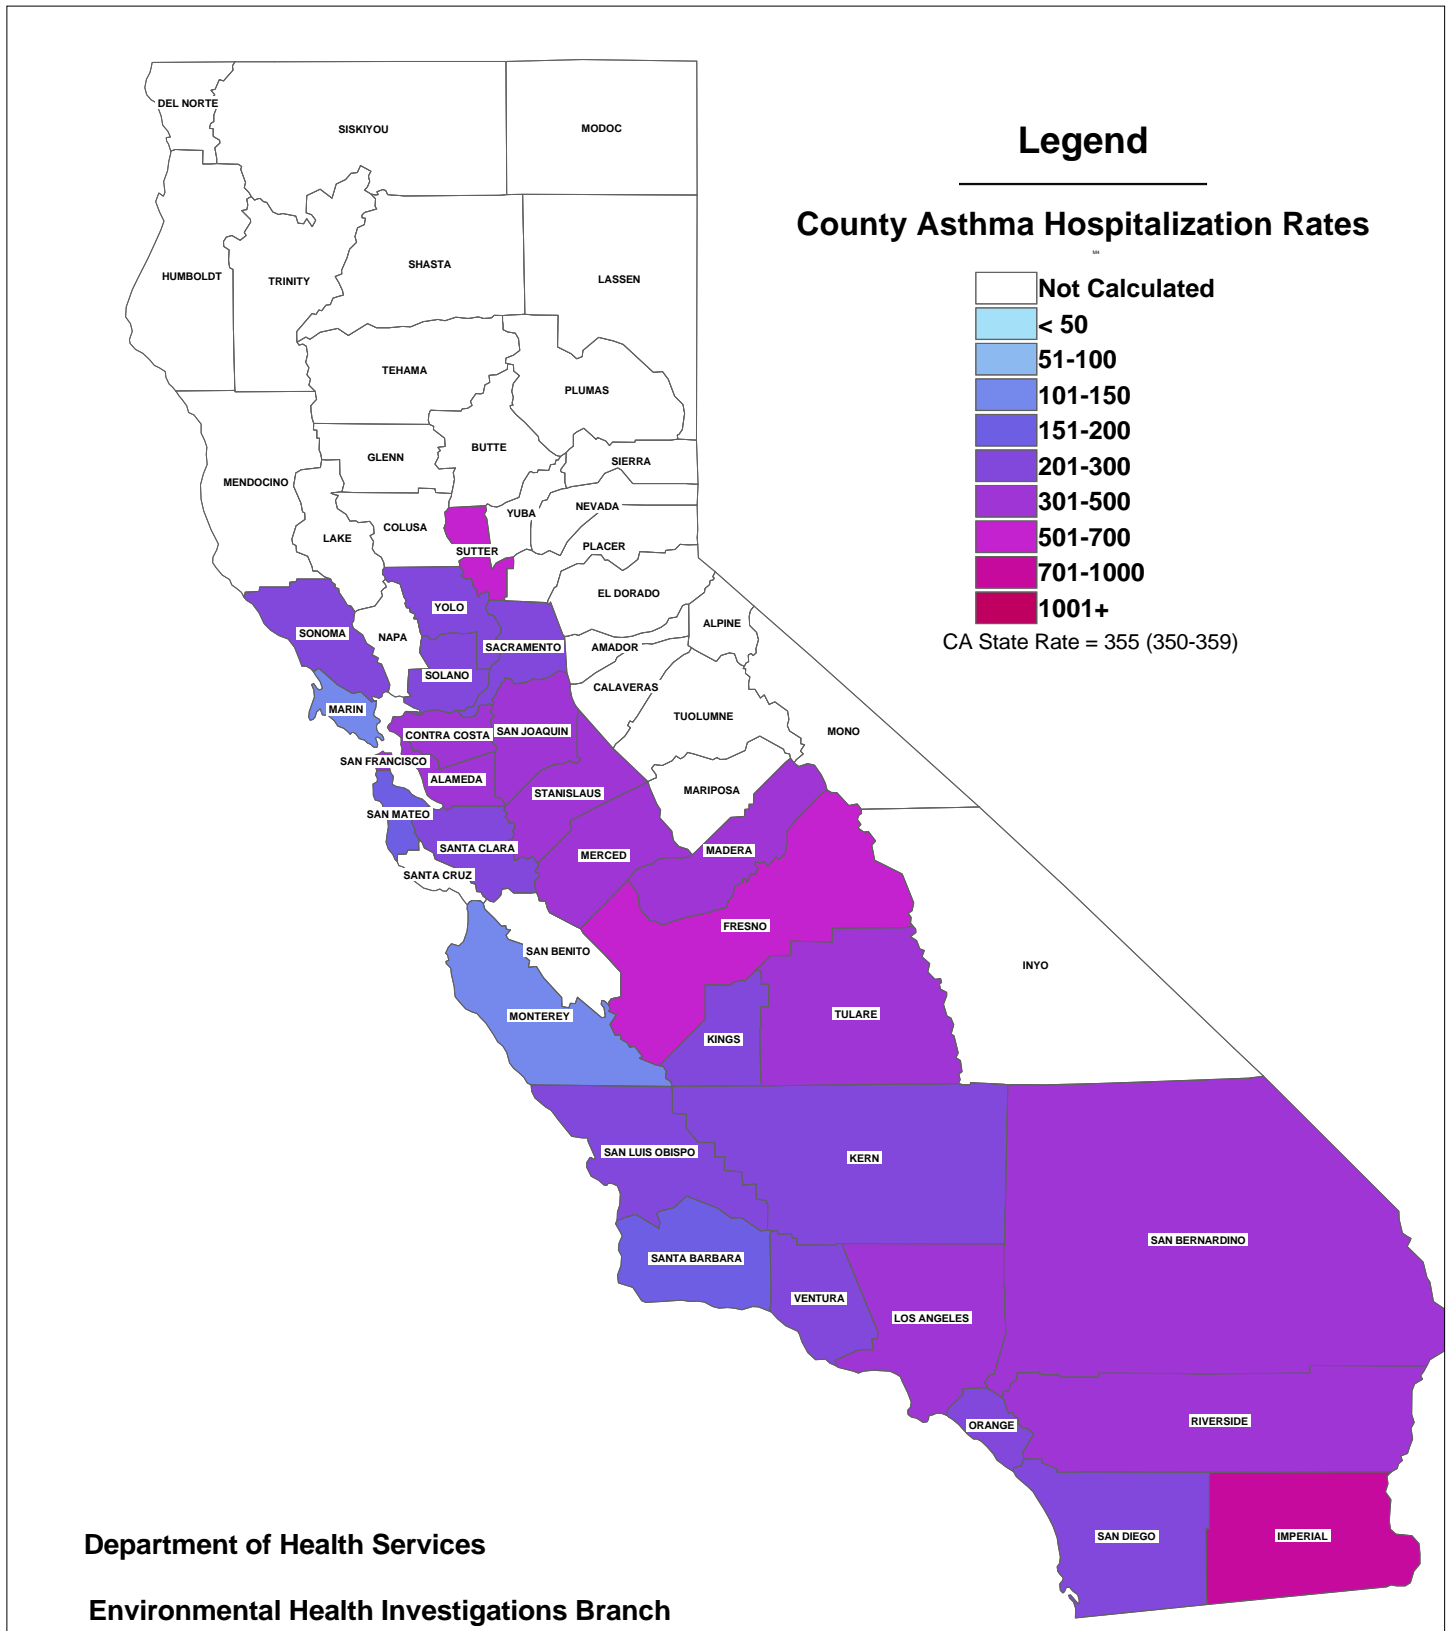 DEL NORTE
SISKIYOU
MODOC
Legend
County Asthma Hospitalization Rates
HUMBOLDT
TRINITY
SHASTA
LASSEN
Not Calculated
< 50
51-100
101-150
151-200
201-300
301-500
501-700
701-1000
1001+
CA State Rate = 355 (350-359)
TEHAMA
PLUMAS
BUTTE
GLENN
SIERRA
MENDOCINO
NEVADA
YUBA
COLUSA
LAKE
PLACER
SUTTER
EL DORADO
YOLO
ALPINE
SONOMA
NAPA
SACRAMENTO
AMADOR
SOLANO
CALAVERAS
MARIN
TUOLUMNE
MONO
CONTRA COSTA
SAN JOAQUIN
SAN FRANCISCO
ALAMEDA
MARIPOSA
STANISLAUS
SAN MATEO
SANTA CLARA
MERCED
MADERA
SANTA CRUZ
FRESNO
SAN BENITO
INYO
MONTEREY
TULARE
KINGS
SAN LUIS OBISPO
KERN
SAN BERNARDINO
SANTA BARBARA
VENTURA
LOS ANGELES
RIVERSIDE
ORANGE
SAN DIEGO
IMPERIAL
Department of Health Services
Environmental Health Investigations Branch